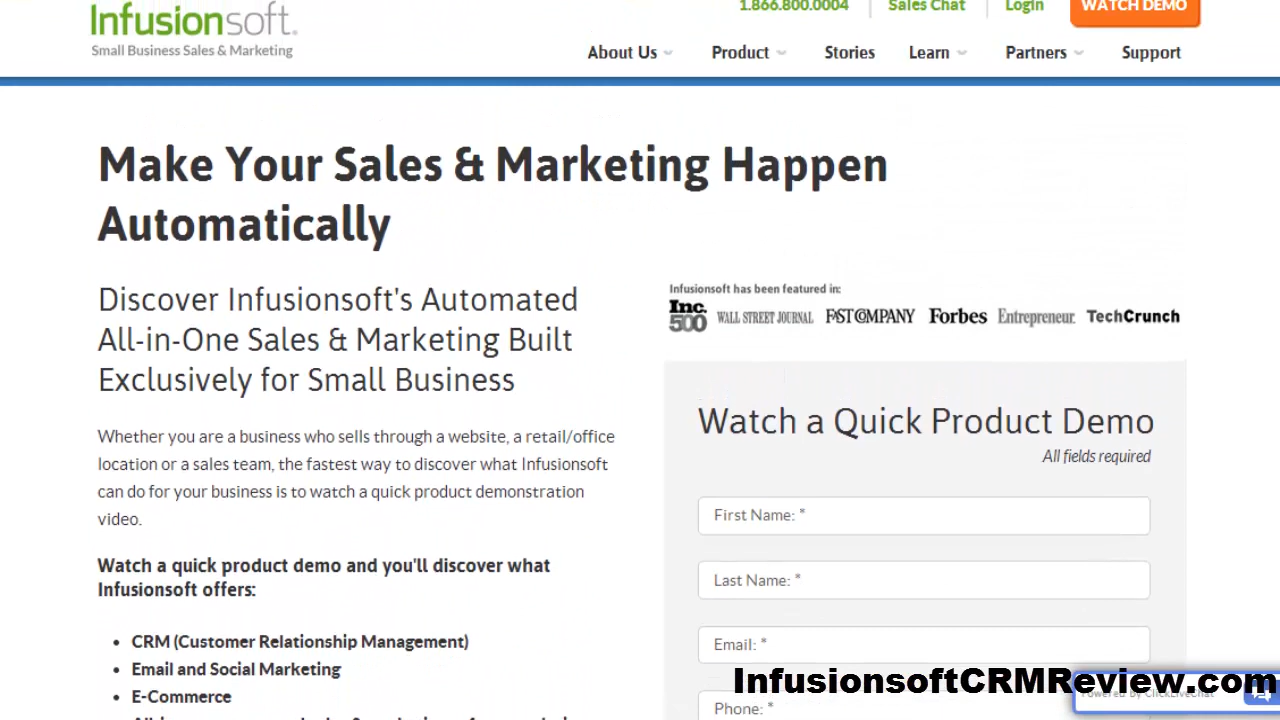 Infusionsoft.
Small Business Sales & Marketing
1.866.800.0004 Sales Chat Login WATCH DEMO
About Us Product Stories Learn Partners Support
Make Your Sales & Marketing Happen
Automatically
Discover Infusionsoft's Automated
All-in-One Sales & Marketing Built
Exclusively for Small Business
Whether you are a business who sells through a website, a retail/office
location or a sales team, the fastest way to discover what Infusionsoft
can do for your business is to watch a quick product demonstration
video.
Watch a quick product demo and you'll discover what
Infusionsoft offers:
• CRM (Customer Relationship Management)
• Email and Social Marketing
• E-Commerce
Infusionsoft has been featured in:
Inc. 500 WALL STREET JOURNAL FAST COMPANY Forbes Entrepreneur TechCrunch
Watch a Quick Product Demo
All fields required
First Name: *
Last Name: *
Email: *
Phone: *
InfusionsoftCRMReview.com
Powered by ClickLiveChat